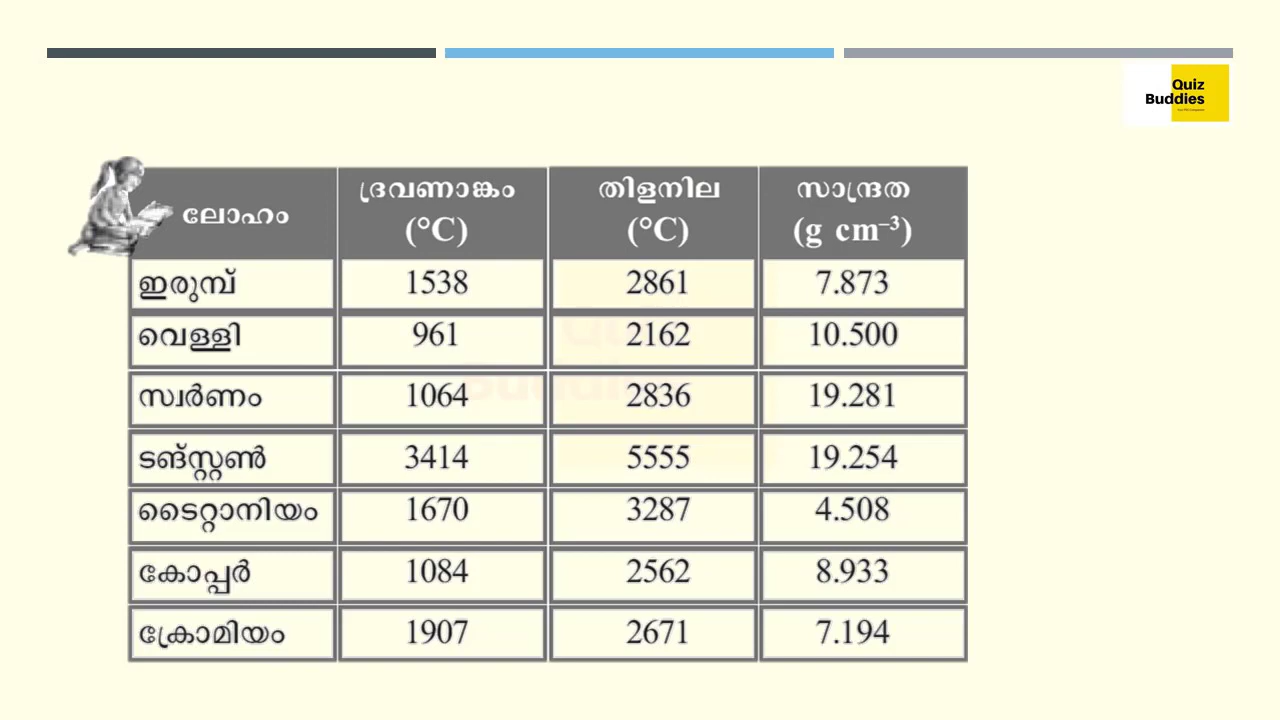 Quiz
Buddies
ലോഹം ദ്രവണാങ്കം (°C) തിളനില (°C) സാന്ദ്രത (g cm⁻³)
ഇരുമ്പ് 1538 2861 7.873
വെള്ളി 961 2162 10.500
സ്വർണം 1064 2836 19.281
ടങ്സ്റ്റൺ 3414 5555 19.254
ടൈറ്റാനിയം 1670 3287 4.508
കോപ്പർ 1084 2562 8.933
ക്രോമിയം 1907 2671 7.194